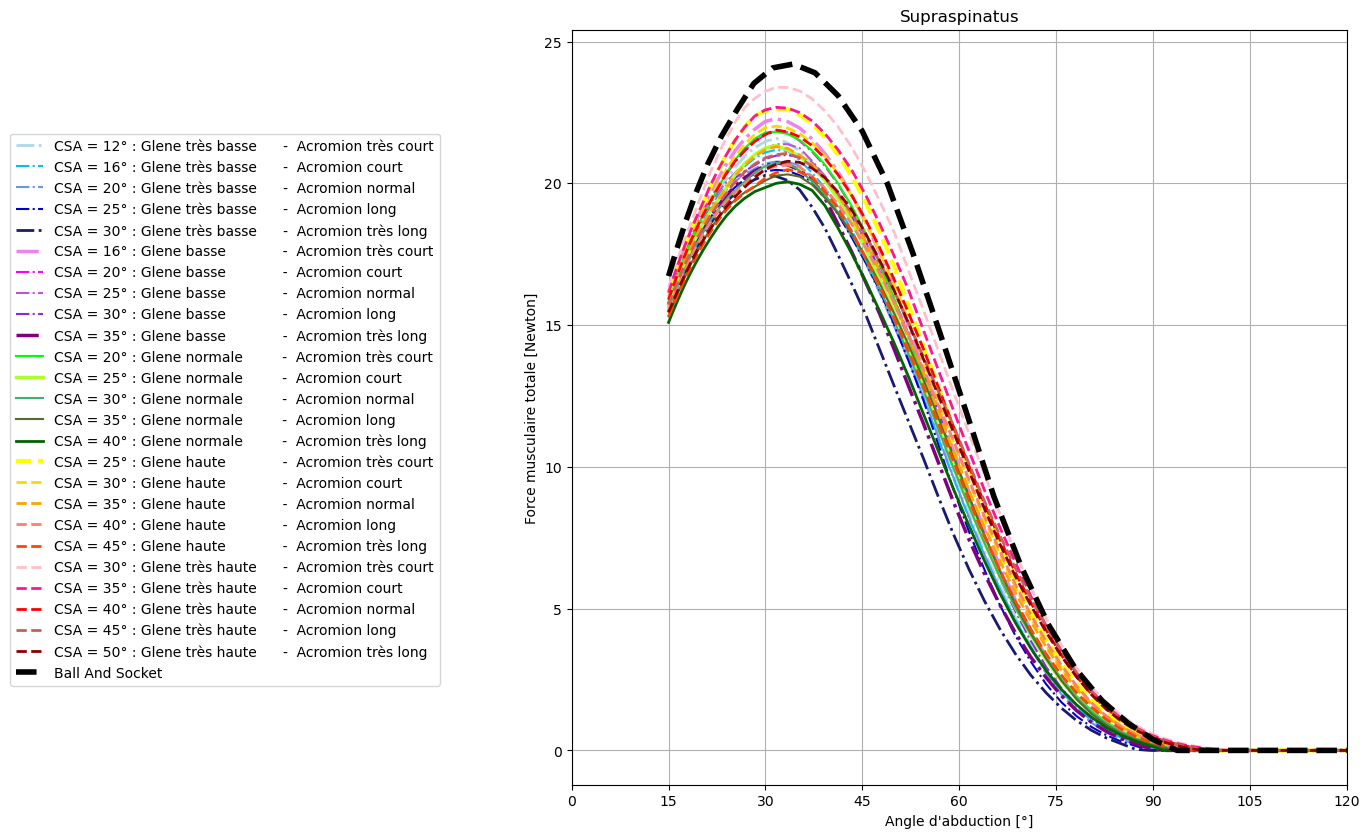 Supraspinatus
CSA = 12° : Glene très basse - Acromion très court
CSA = 16° : Glene très basse - Acromion court
CSA = 20° : Glene très basse - Acromion normal
CSA = 25° : Glene très basse - Acromion long
CSA = 30° : Glene très basse - Acromion très long
CSA = 16° : Glene basse - Acromion très court
CSA = 20° : Glene basse - Acromion court
CSA = 25° : Glene basse - Acromion normal
CSA = 30° : Glene basse - Acromion long
CSA = 35° : Glene basse - Acromion très long
CSA = 20° : Glene normale - Acromion très court
CSA = 25° : Glene normale - Acromion court
CSA = 30° : Glene normale - Acromion normal
CSA = 35° : Glene normale - Acromion long
CSA = 40° : Glene normale - Acromion très long
CSA = 25° : Glene haute - Acromion très court
CSA = 30° : Glene haute - Acromion court
CSA = 35° : Glene haute - Acromion normal
CSA = 40° : Glene haute - Acromion long
CSA = 45° : Glene haute - Acromion très long
CSA = 30° : Glene très haute - Acromion très court
CSA = 35° : Glene très haute - Acromion court
CSA = 40° : Glene très haute - Acromion normal
CSA = 45° : Glene très haute - Acromion long
CSA = 50° : Glene très haute - Acromion très long
Ball And Socket
Force musculaire totale [Newton]
25
20
15
10
5
0
0 15 30 45 60 75 90 105 120
Angle d'abduction [°]